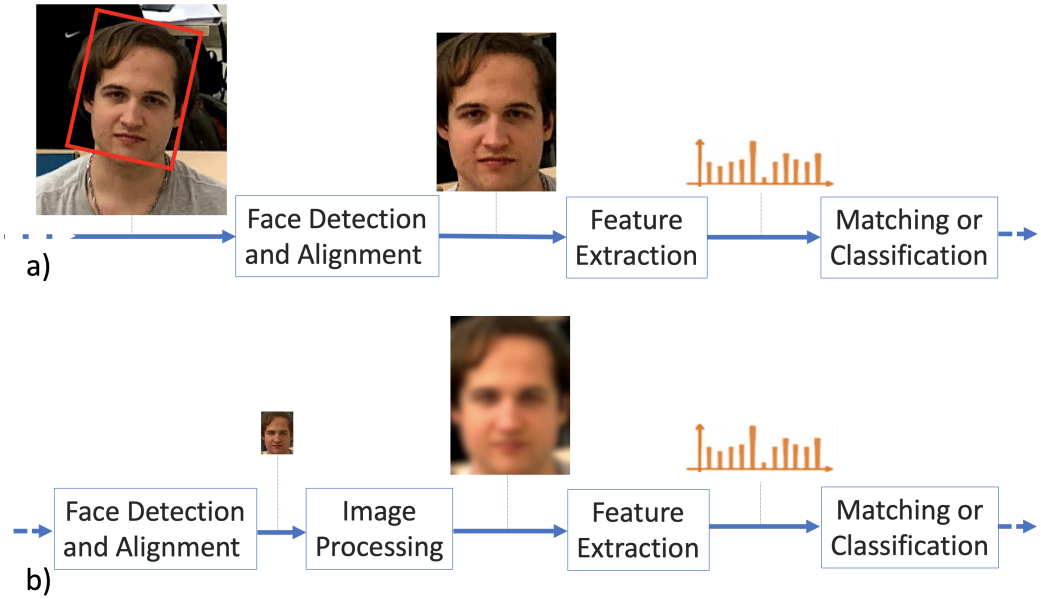 Face Detection
and Alignment
Feature
Extraction
Matching or
Classification
a)
Face Detection
and Alignment
Image
Processing
Feature
Extraction
Matching or
Classification
b)